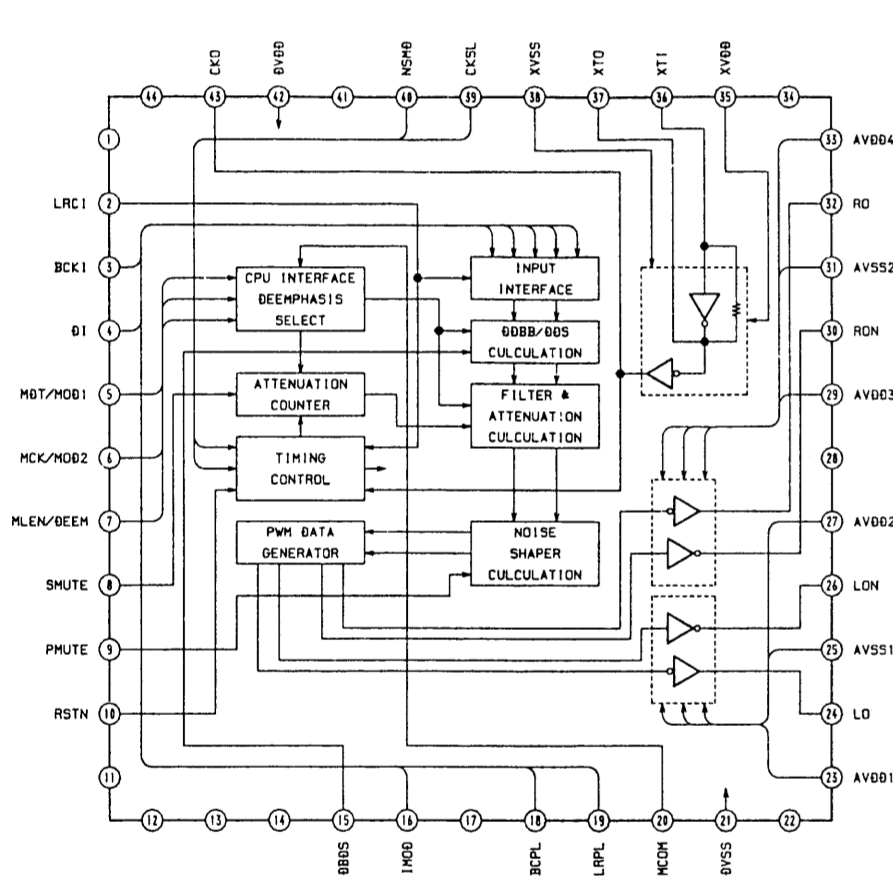 CKO
DVDD
NSMD
CKSL
XVSS
XTO
XTI
XVDD
44
43
42
41
40
39
38
37
36
35
34
1
33
AVDD4
LRCI
2
32
RO
BCKI
3
31
AVSS2
DI
4
30
RON
MDT/MOD1
5
29
AVDD3
MCK/MOD2
6
28
MLEN/DEEM
7
27
AVDD2
SMUTE
8
26
LON
PMUTE
9
25
AVSS1
RSTN
10
24
LO
11
23
AVDD1
CPU INTERFACE
DEEMPHASIS
SELECT
INPUT
INTERFACE
DDBB/DDS
CULCULATION
ATTENUATION
COUNTER
FILTER &
ATTENUATION
CULCULATION
TIMING
CONTROL
PWM DATA
GENERATOR
NOISE
SHAPER
CULCULATION
12
13
14
15
16
17
18
19
20
21
22
DBDS
IMOD
BCPL
LRPL
MCOM
DVSS